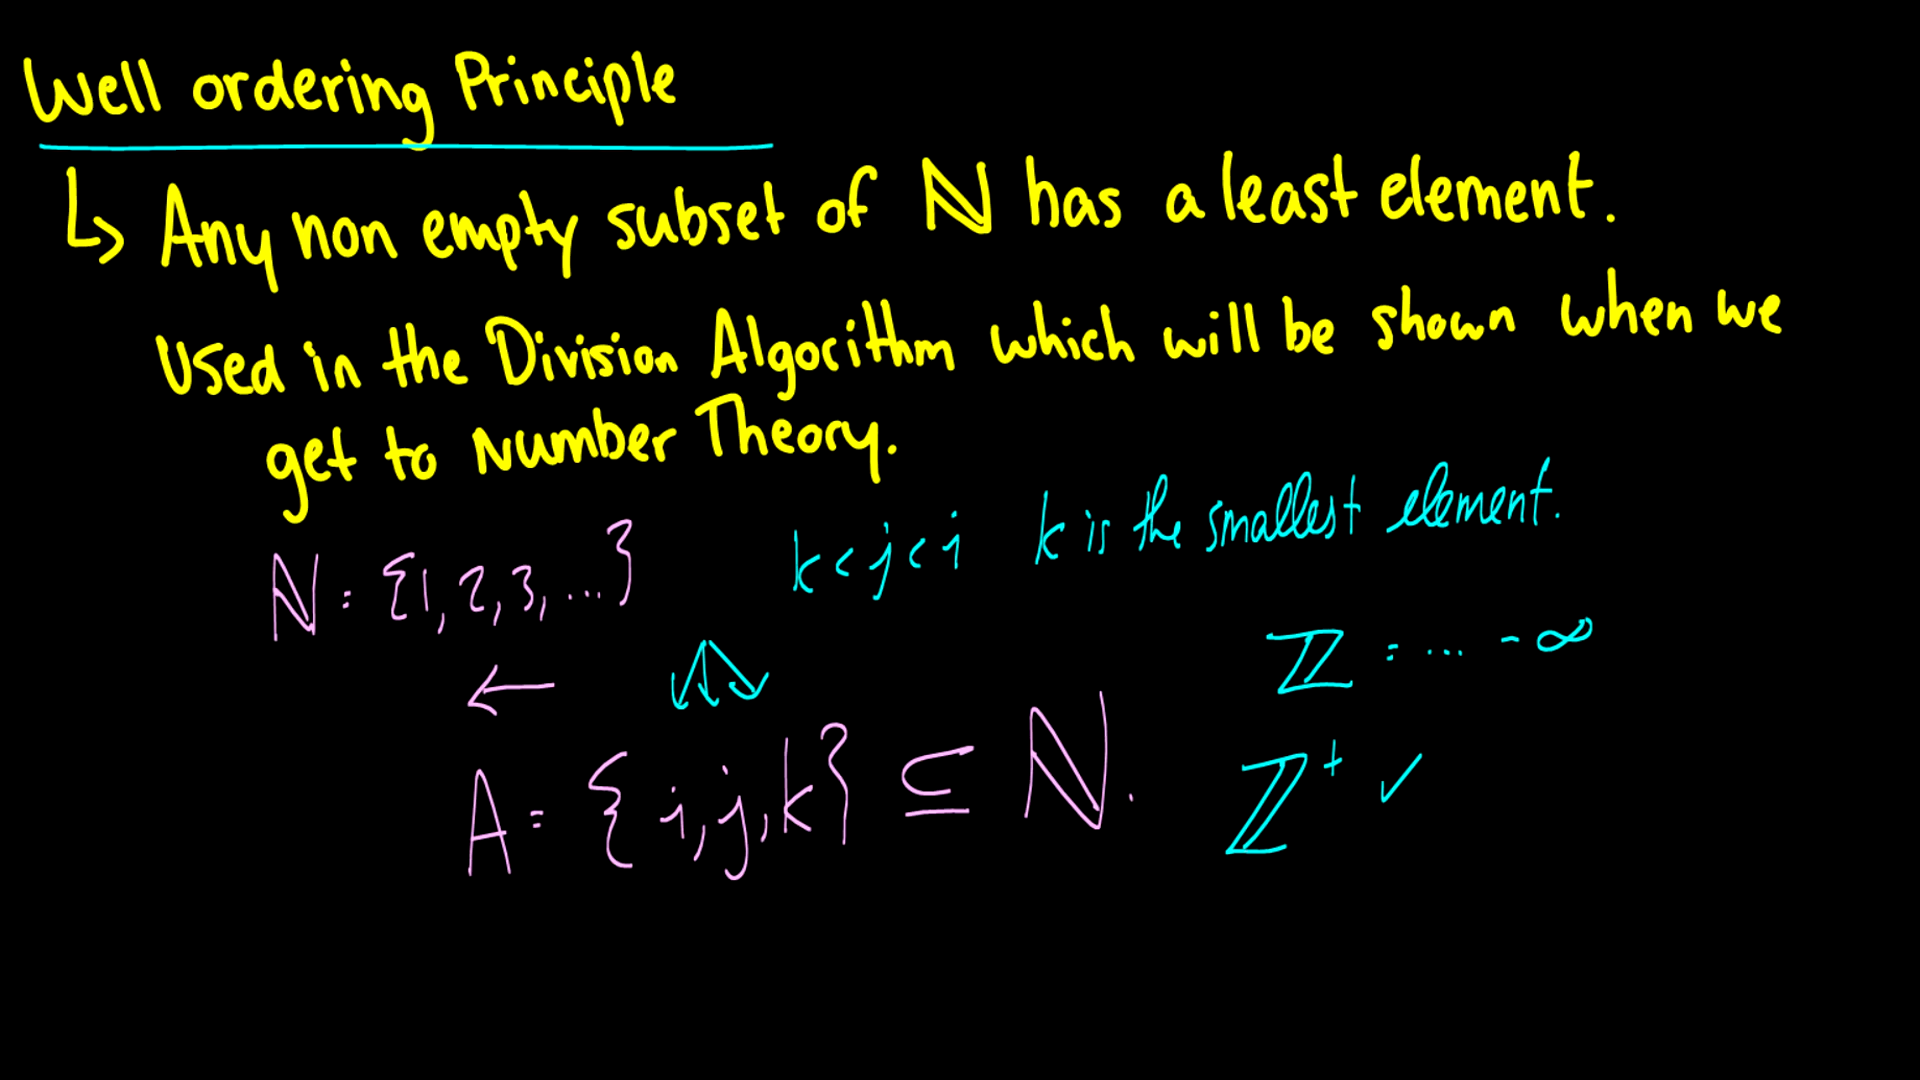 Well ordering Principle
↳ Any non empty subset of ℕ has a least element.
Used in the Division Algorithm which will be shown when we
get to Number Theory.
k < j < i   k is the smallest element.
ℕ = {1, 2, 3, ...}
ℤ = ... -∞
←
A = {i, j, k} ⊆ ℕ.
ℤ⁺ ✓